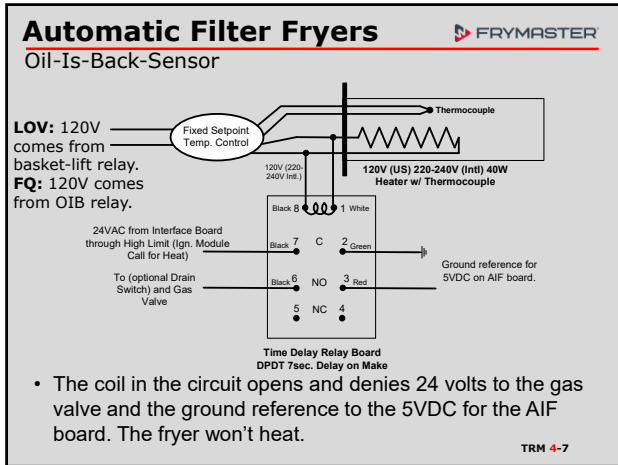 Automatic Filter Fryers
FRYMASTER
Oil-Is-Back-Sensor
LOV: 120V
comes from
basket-lift relay.
FQ: 120V comes
from OIB relay.
Fixed Setpoint
Temp. Control
Thermocouple
120V (US) 220-240V (Intl) 40W
Heater w/ Thermocouple
120V (220-
240V Intl.)
Black 8 1 White
24VAC from Interface Board
through High Limit (Ign. Module
Call for Heat)
Black 7 C 2 Green
Ground reference for
5VDC on AIF board.
To (optional Drain
Switch) and Gas
Valve
Black 6 NO 3 Red
5 NC 4
Time Delay Relay Board
DPDT 7sec. Delay on Make
• The coil in the circuit opens and denies 24 volts to the gas
valve and the ground reference to the 5VDC for the AIF
board. The fryer won’t heat.
TRM 4-7